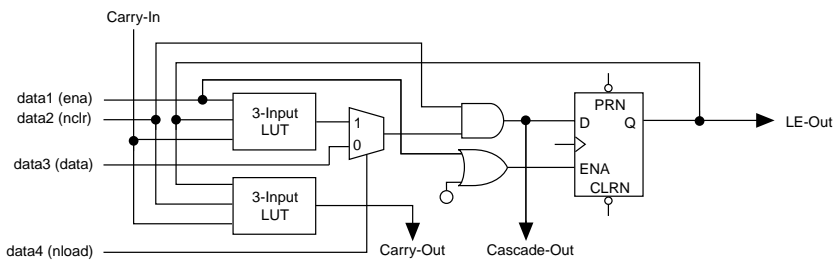 Carry-In
data1 (ena)
data2 (nclr)
data3 (data)
data4 (nload)
3-Input
LUT
3-Input
LUT
1
0
PRN
D
Q
ENA
CLRN
LE-Out
Carry-Out
Cascade-Out